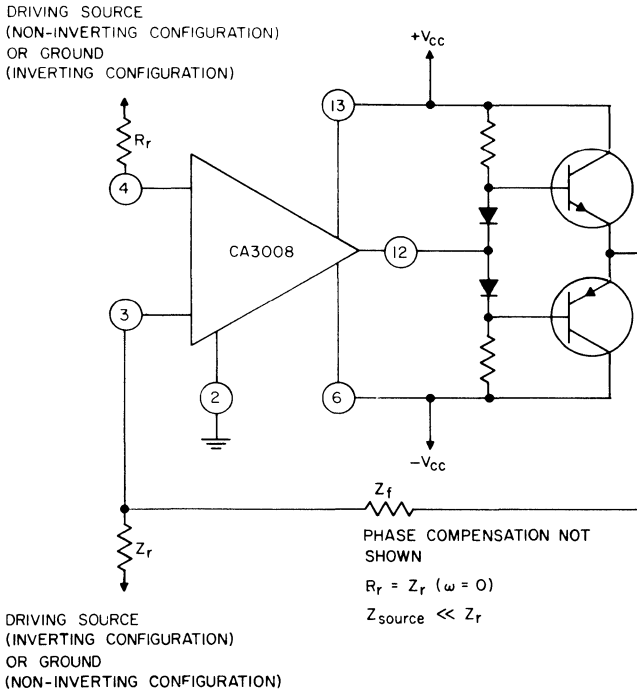 DRIVING SOURCE
(NON-INVERTING CONFIGURATION)
OR GROUND
(INVERTING CONFIGURATION)
+Vcc
13
Rr
4
CA3008
12
3
2
6
-Vcc
Zf
Zr
PHASE COMPENSATION NOT
SHOWN
Rr = Zr (ω = 0)
Zsource << Zr
DRIVING SOURCE
(INVERTING CONFIGURATION)
OR GROUND
(NON-INVERTING CONFIGURATION)